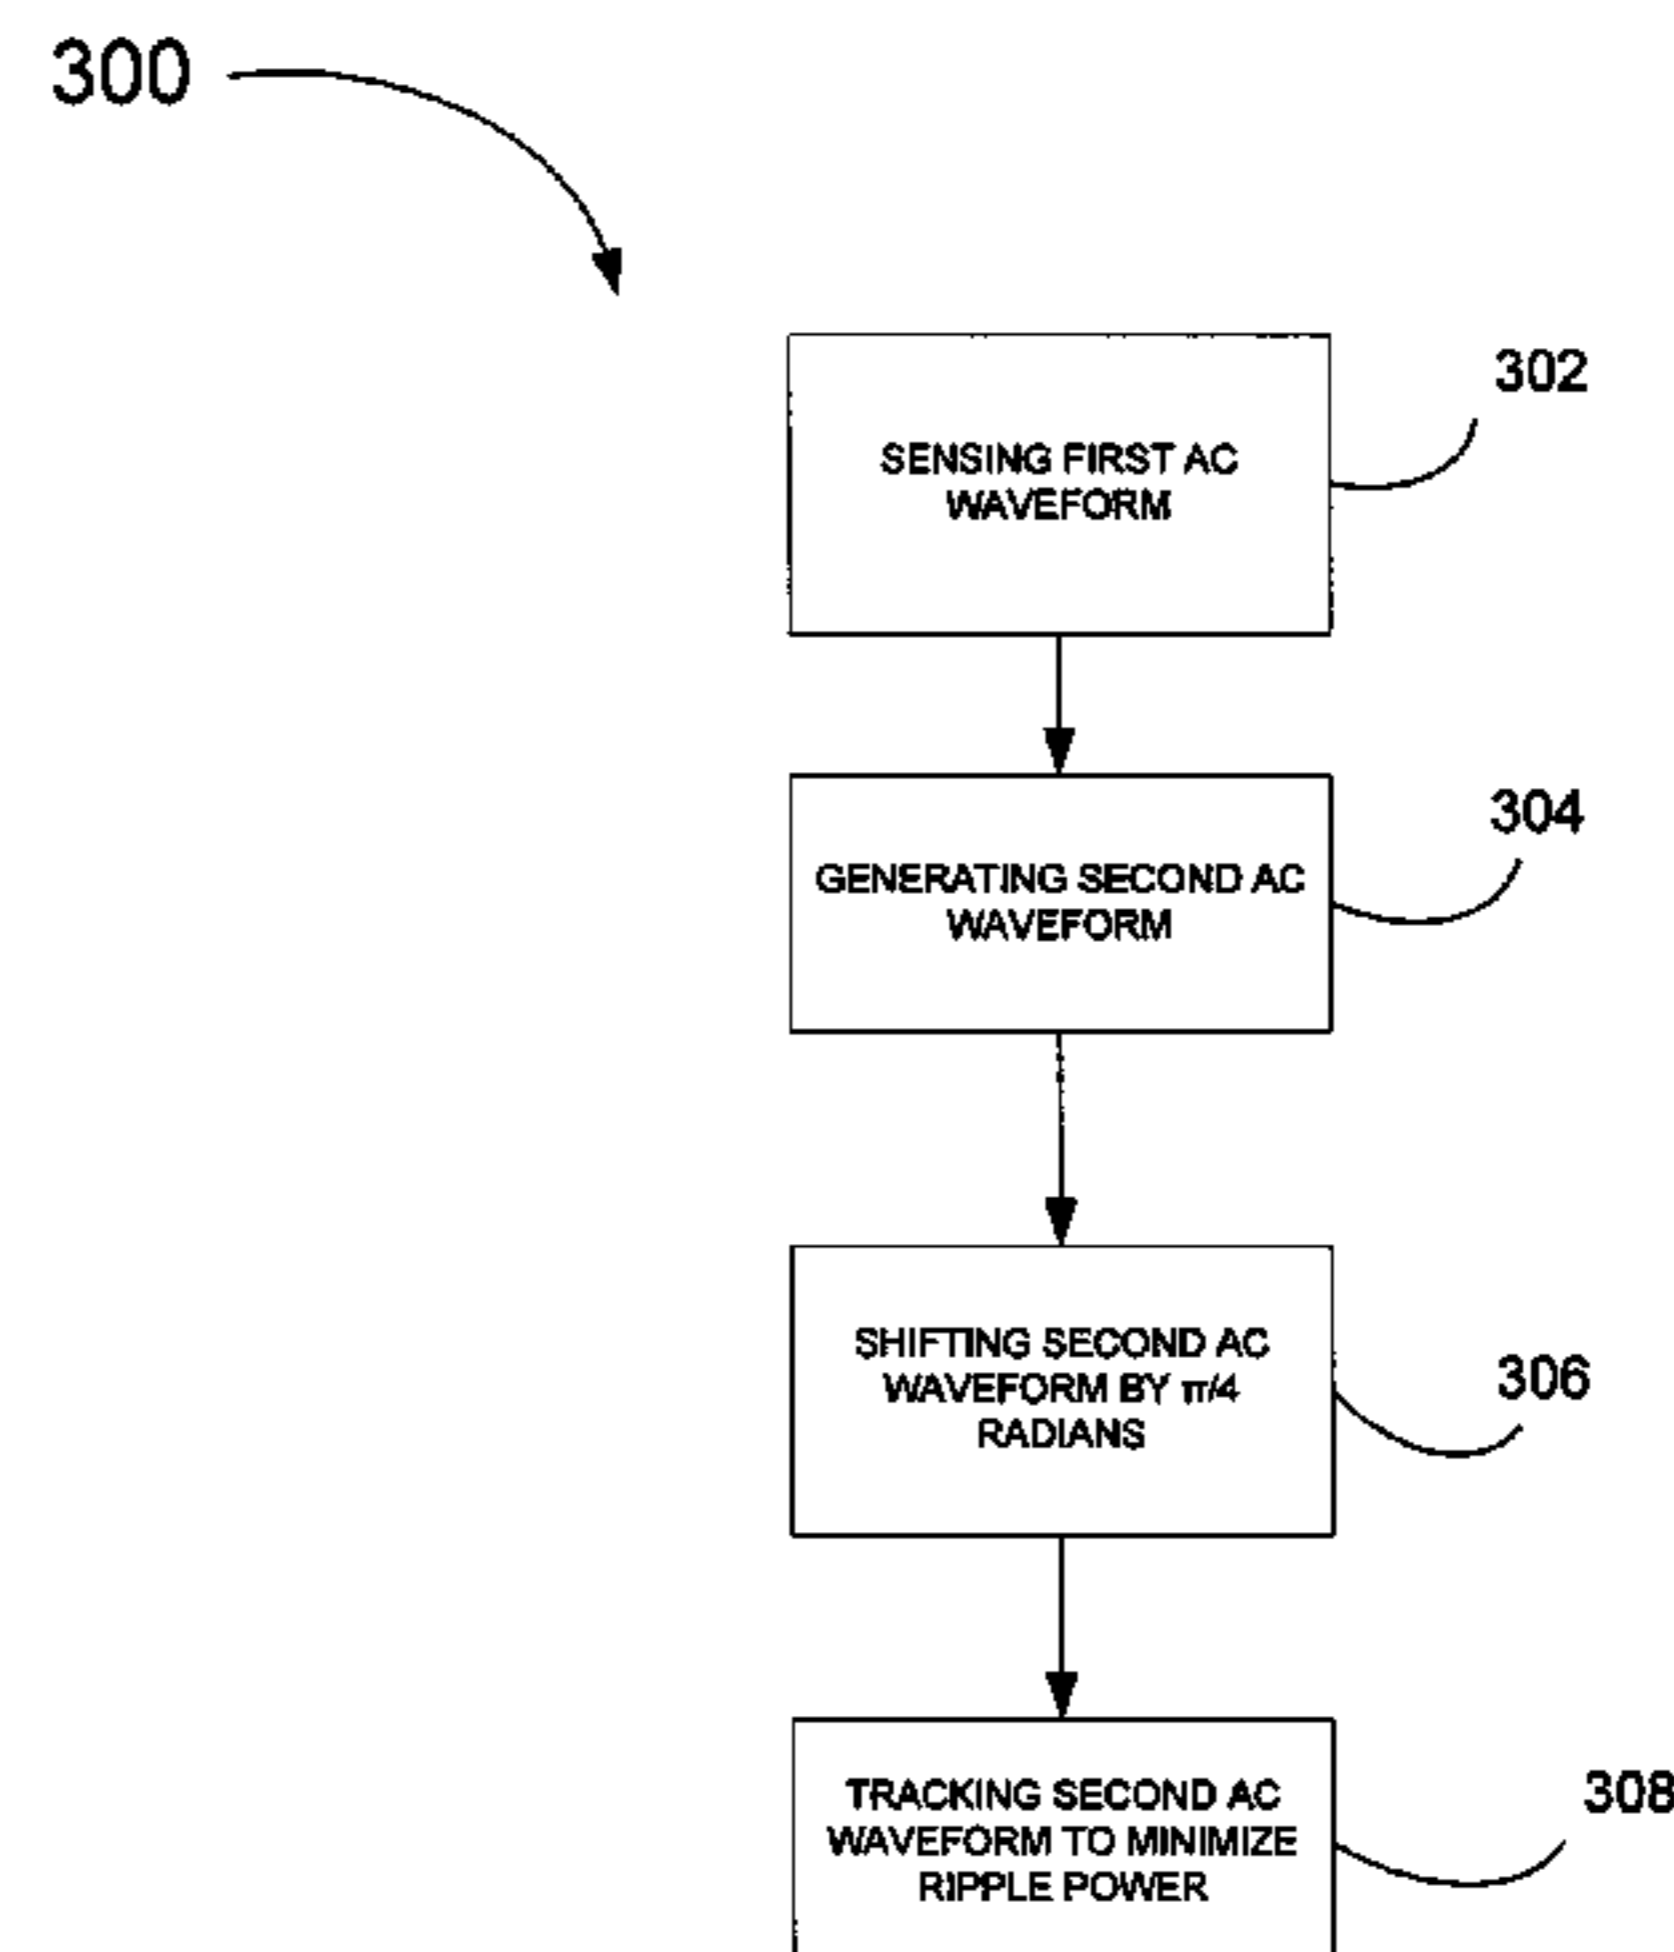 300
302
SENSING FIRST AC
WAVEFORM
304
GENERATING SECOND AC
WAVEFORM
SHIFTING SECOND AC
WAVEFORM BY π/4
RADIANS
306
308
TRACKING SECOND AC
WAVEFORM TO MINIMIZE
RIPPLE POWER